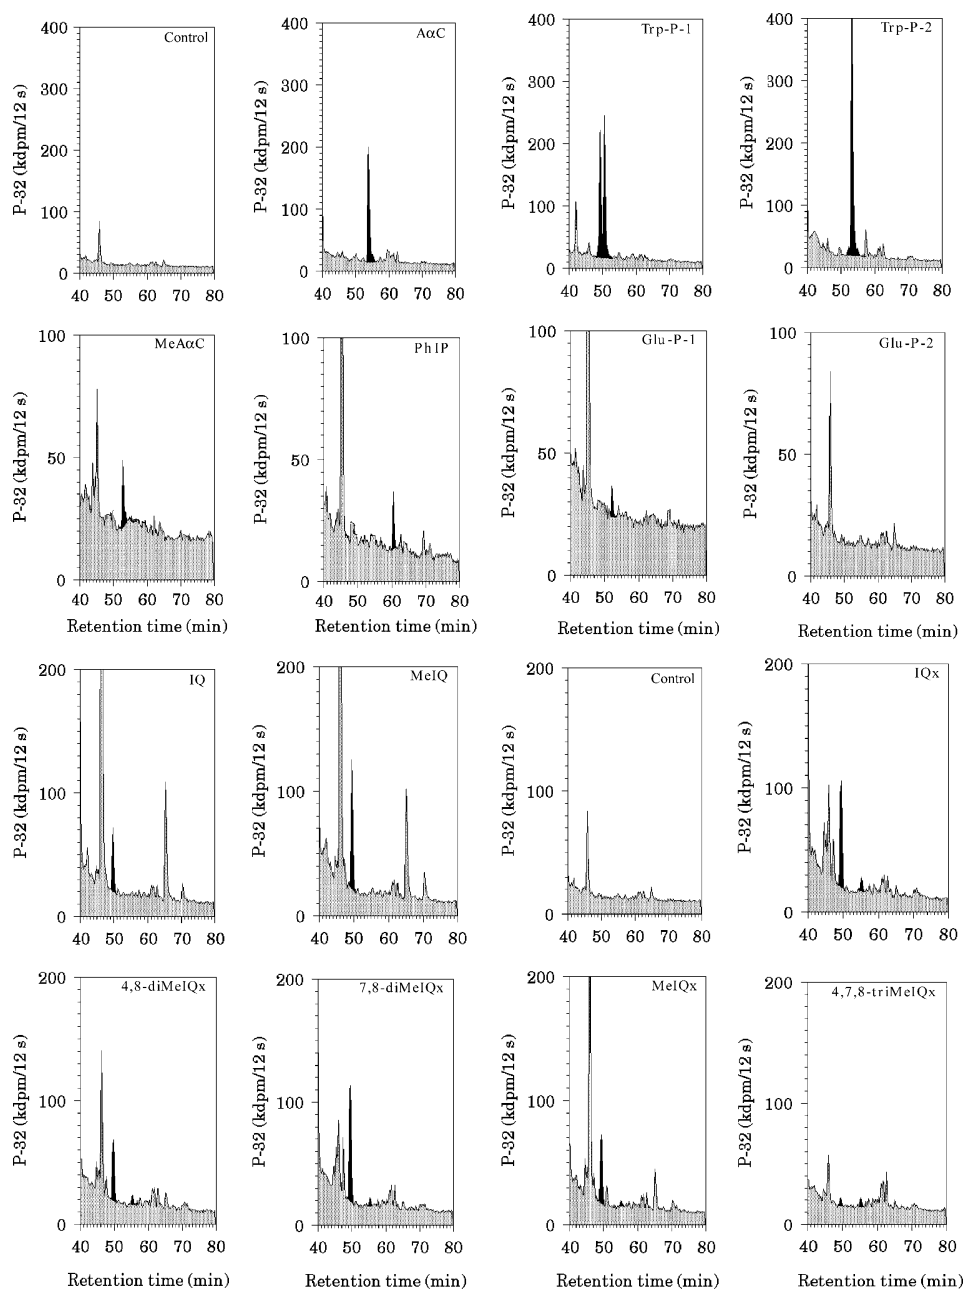 Control
400
300
200
100
0
P-32 (kdpm/12 s)
40 50 60 70 80
AαC
400
300
200
100
0
P-32 (kdpm/12 s)
40 50 60 70 80
Trp-P-1
400
300
200
100
0
P-32 (kdpm/12 s)
40 50 60 70 80
Trp-P-2
400
300
200
100
0
P-32 (kdpm/12 s)
40 50 60 70 80
MeAαC
100
50
0
P-32 (kdpm/12 s)
40 50 60 70 80
Retention time (min)
PhIP
100
50
0
P-32 (kdpm/12 s)
40 50 60 70 80
Retention time (min)
Glu-P-1
100
50
0
P-32 (kdpm/12 s)
40 50 60 70 80
Retention time (min)
Glu-P-2
100
50
0
P-32 (kdpm/12 s)
40 50 60 70 80
Retention time (min)
IQ
200
100
0
P-32 (kdpm/12 s)
40 50 60 70 80
MeIQ
200
100
0
P-32 (kdpm/12 s)
40 50 60 70 80
Control
200
100
0
P-32 (kdpm/12 s)
40 50 60 70 80
IQx
200
100
0
P-32 (kdpm/12 s)
40 50 60 70 80
4,8-diMeIQx
200
100
0
P-32 (kdpm/12 s)
40 50 60 70 80
Retention time (min)
7,8-diMeIQx
200
100
0
P-32 (kdpm/12 s)
40 50 60 70 80
Retention time (min)
MeIQx
200
100
0
P-32 (kdpm/12 s)
40 50 60 70 80
Retention time (min)
4,7,8-triMeIQx
200
100
0
P-32 (kdpm/12 s)
40 50 60 70 80
Retention time (min)